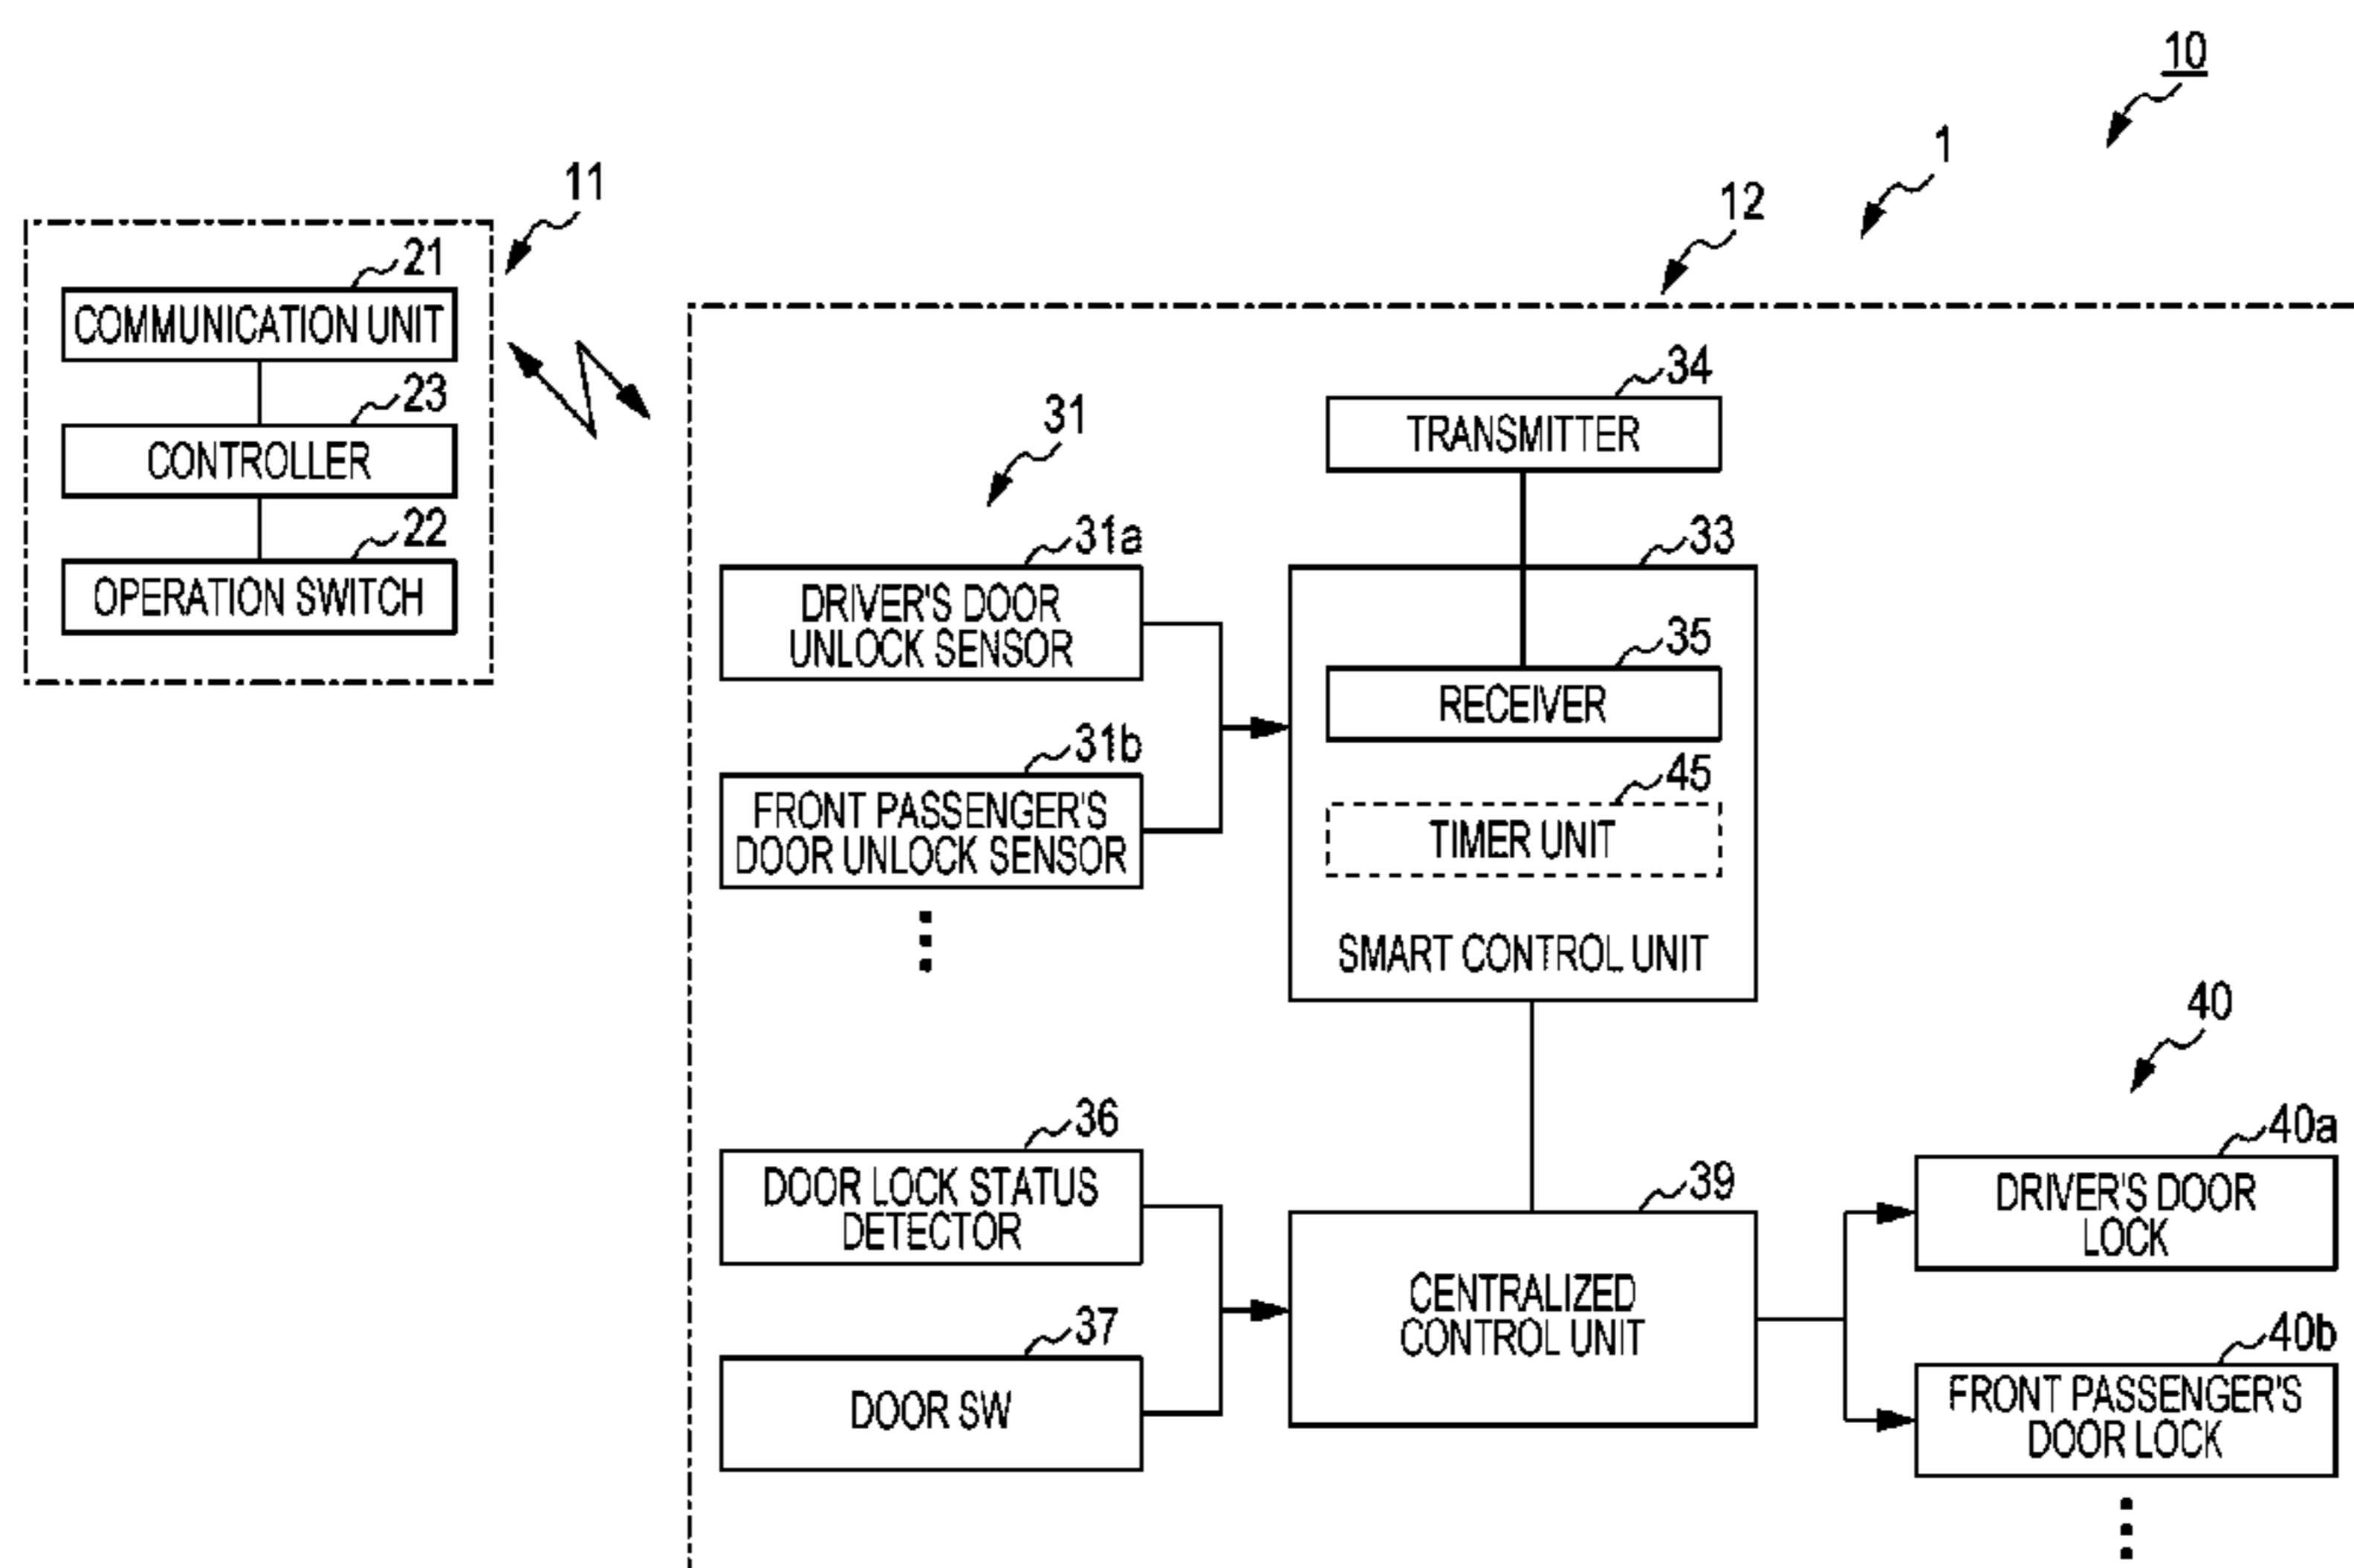 10
1
11
12
21
COMMUNICATION UNIT
23
CONTROLLER
22
OPERATION SWITCH
34
TRANSMITTER
31
31a
DRIVER'S DOOR
UNLOCK SENSOR
33
35
RECEIVER
31b
FRONT PASSENGER'S
DOOR UNLOCK SENSOR
45
TIMER UNIT
SMART CONTROL UNIT
40
36
DOOR LOCK STATUS
DETECTOR
39
CENTRALIZED
CONTROL UNIT
40a
DRIVER'S DOOR
LOCK
37
DOOR SW
40b
FRONT PASSENGER'S
DOOR LOCK